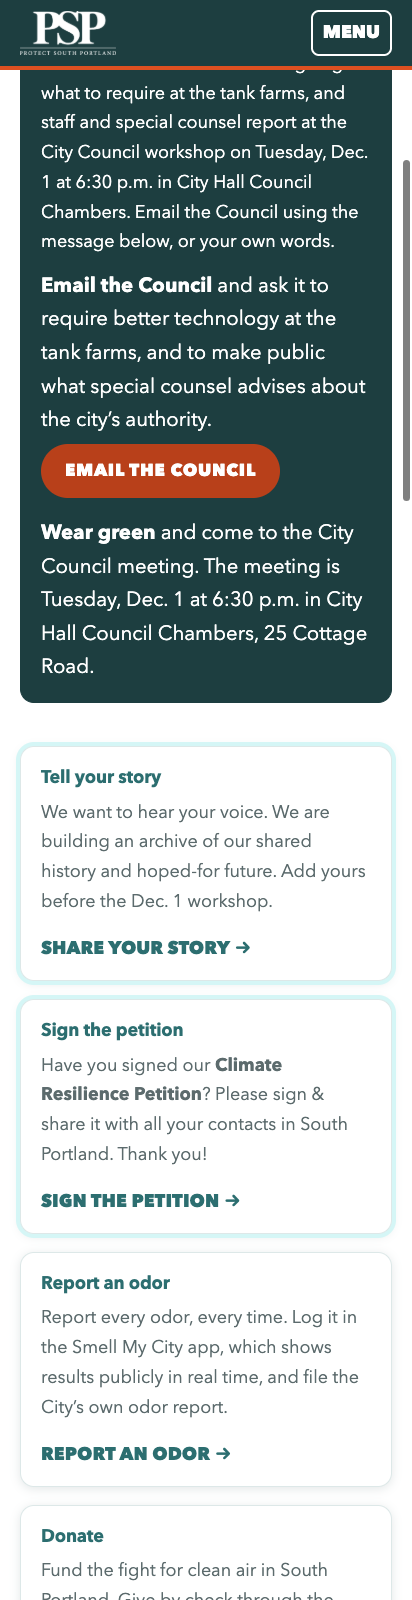 PSP
PROTECT SOUTH PORTLAND
MENU
what to require at the tank farms, and
staff and special counsel report at the
City Council workshop on Tuesday, Dec.
1 at 6:30 p.m. in City Hall Council
Chambers. Email the Council using the
message below, or your own words.
Email the Council and ask it to
require better technology at the
tank farms, and to make public
what special counsel advises about
the city’s authority.
EMAIL THE COUNCIL
Wear green and come to the City
Council meeting. The meeting is
Tuesday, Dec. 1 at 6:30 p.m. in City
Hall Council Chambers, 25 Cottage
Road.
Tell your story
We want to hear your voice. We are
building an archive of our shared
history and hoped-for future. Add yours
before the Dec. 1 workshop.
SHARE YOUR STORY →
Sign the petition
Have you signed our Climate
Resilience Petition? Please sign &
share it with all your contacts in South
Portland. Thank you!
SIGN THE PETITION →
Report an odor
Report every odor, every time. Log it in
the Smell My City app, which shows
results publicly in real time, and file the
City’s own odor report.
REPORT AN ODOR →
Donate
Fund the fight for clean air in South
Portland. Give by check through the